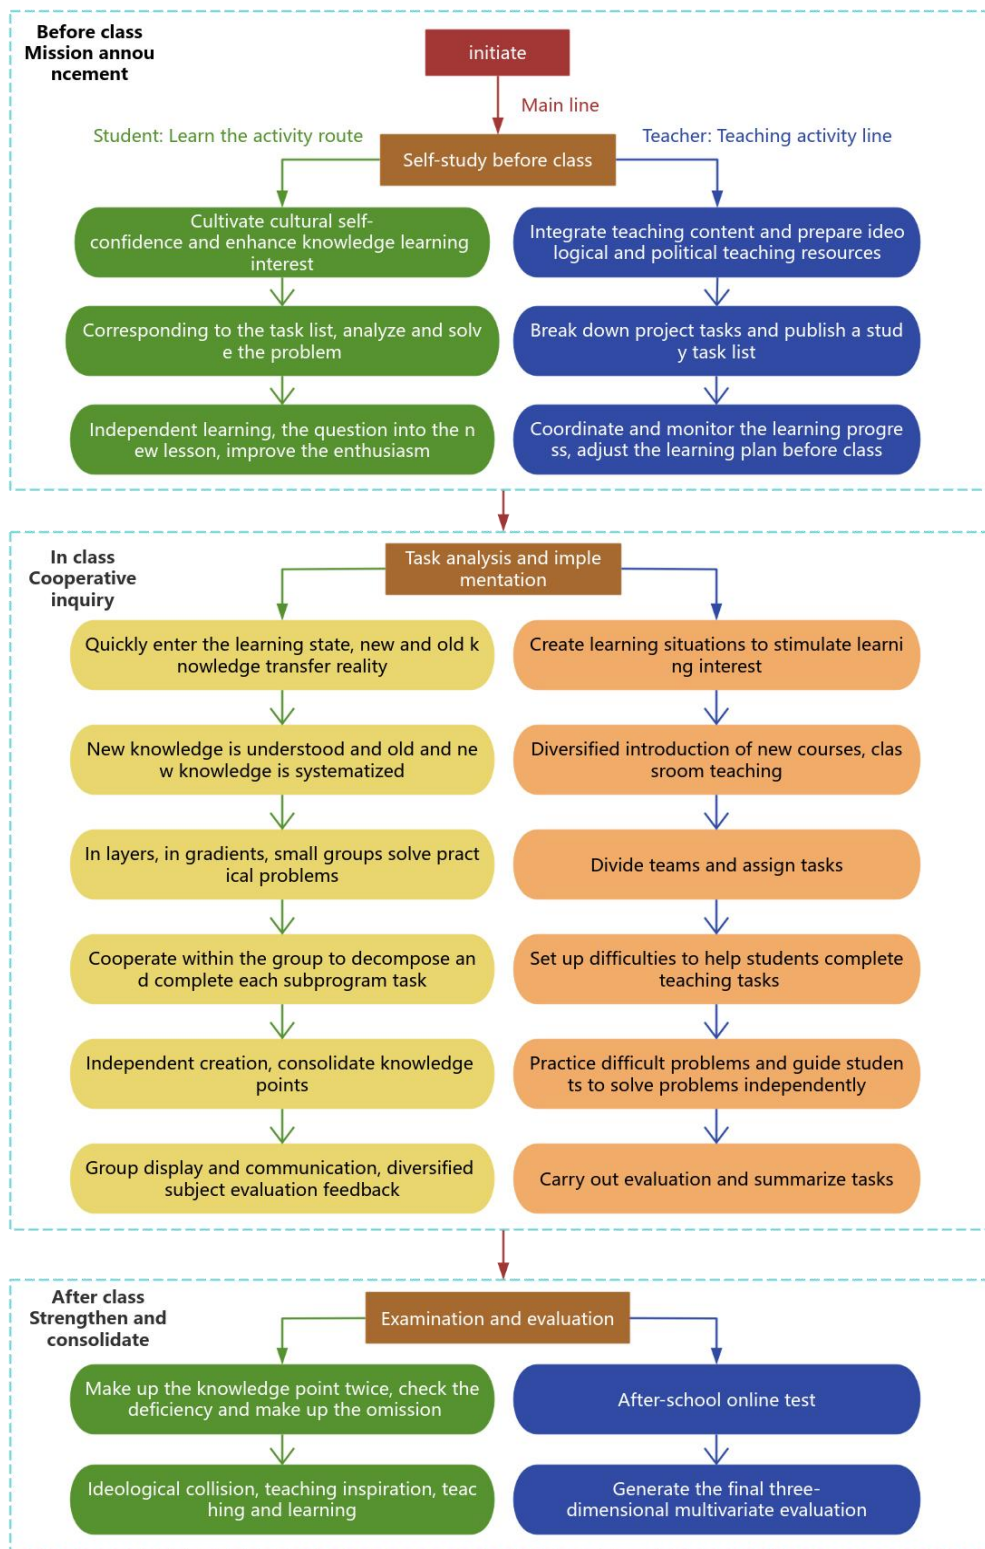 Before class
Mission annou
ncement
initiate
Main line
Student: Learn the activity route
Teacher: Teaching activity line
Self-study before class
Cultivate cultural self-
confidence and enhance knowledge learning
interest
Integrate teaching content and prepare ideo
logical and political teaching resources
Corresponding to the task list, analyze and solv
e the problem
Break down project tasks and publish a stud
y task list
Independent learning, the question into the n
ew lesson, improve the enthusiasm
Coordinate and monitor the learning progre
ss, adjust the learning plan before class
In class
Cooperative
inquiry
Task analysis and imple
mentation
Quickly enter the learning state, new and old k
nowledge transfer reality
Create learning situations to stimulate learni
ng interest
New knowledge is understood and old and ne
w knowledge is systematized
Diversified introduction of new courses, clas
sroom teaching
In layers, in gradients, small groups solve pract
ical problems
Divide teams and assign tasks
Cooperate within the group to decompose an
d complete each subprogram task
Set up difficulties to help students complete
teaching tasks
Independent creation, consolidate knowledge
points
Practice difficult problems and guide studen
ts to solve problems independently
Group display and communication, diversified
subject evaluation feedback
Carry out evaluation and summarize tasks
After class
Strengthen and
consolidate
Examination and evaluation
Make up the knowledge point twice, check the
deficiency and make up the omission
After-school online test
Ideological collision, teaching inspiration, teac
hing and learning
Generate the final three-
dimensional multivariate evaluation